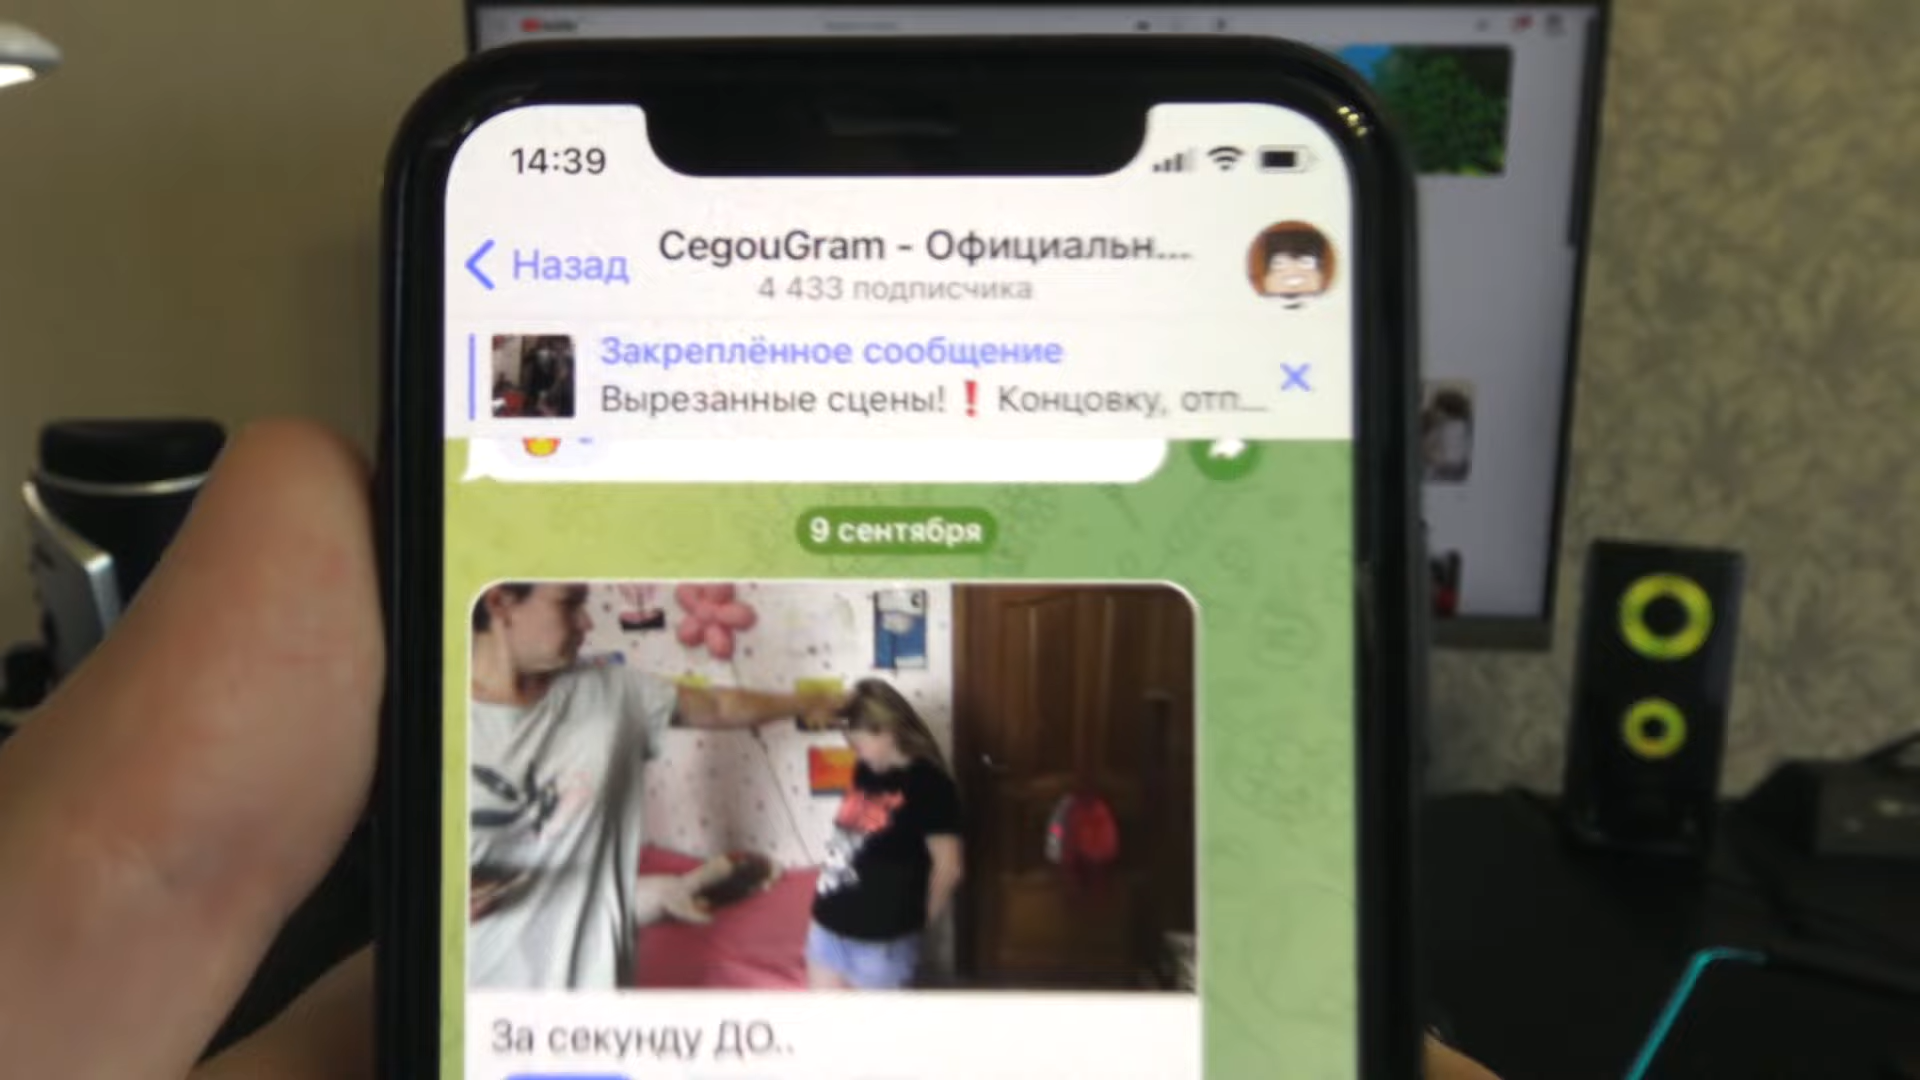 14:39
Назад
CegouGram - Официальн...
4 433 подписчика
Закреплённое сообщение
Вырезанные сцены! ❗ Концовку, отп...
9 сентября
За секунду ДО..